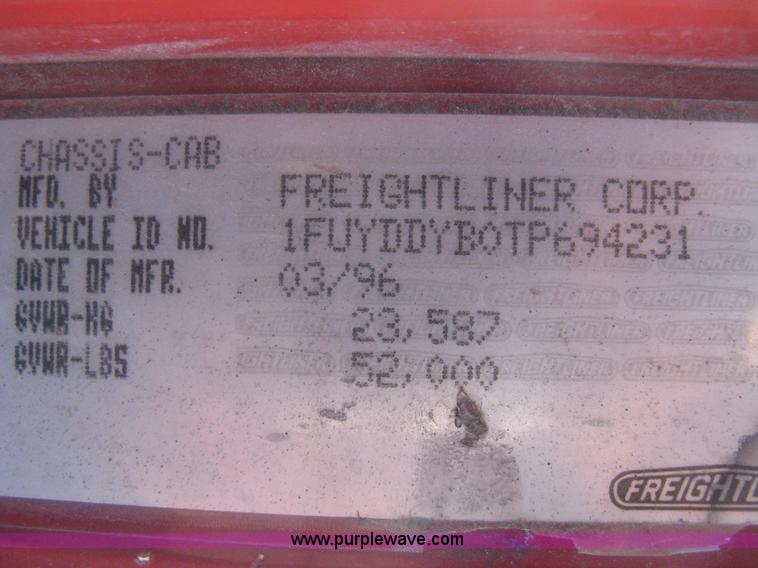 CHASSIS-CAB
MFD. BY FREIGHTLINER CORP.
VEHICLE ID NO. 1FUYDDYB0TP694231
DATE OF MFR. 03/96
GVWR-KG 23,587
GVWR-LBS 52,000
FREIGHTL
www.purplewave.com